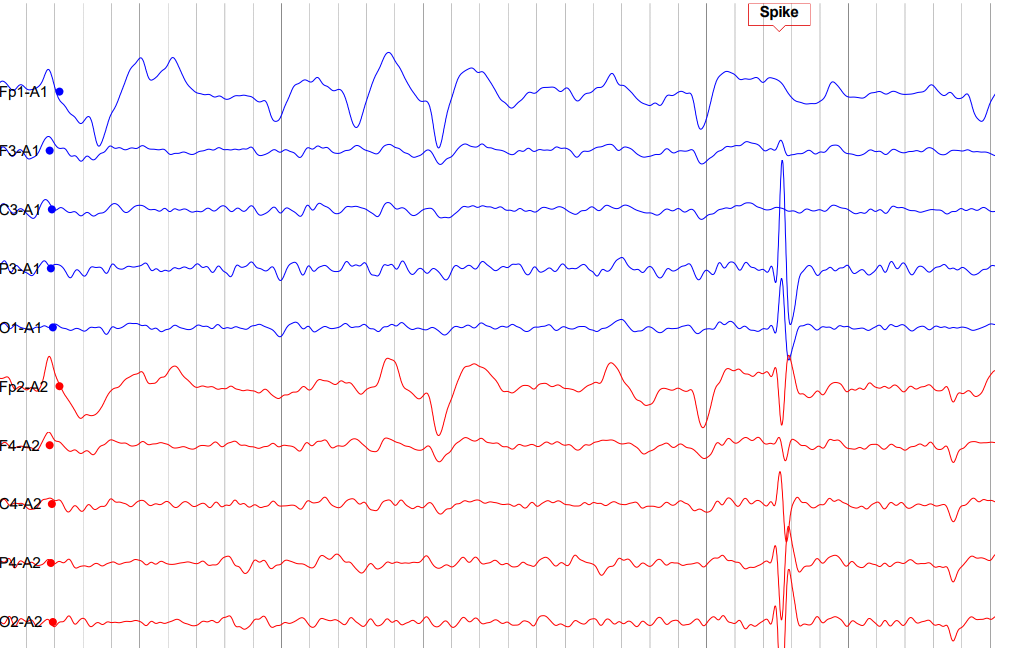 Spike
Fp1-A1
F3-A1
C3-A1
P3-A1
O1-A1
Fp2-A2
F4-A2
C4-A2
P4-A2
O2-A2